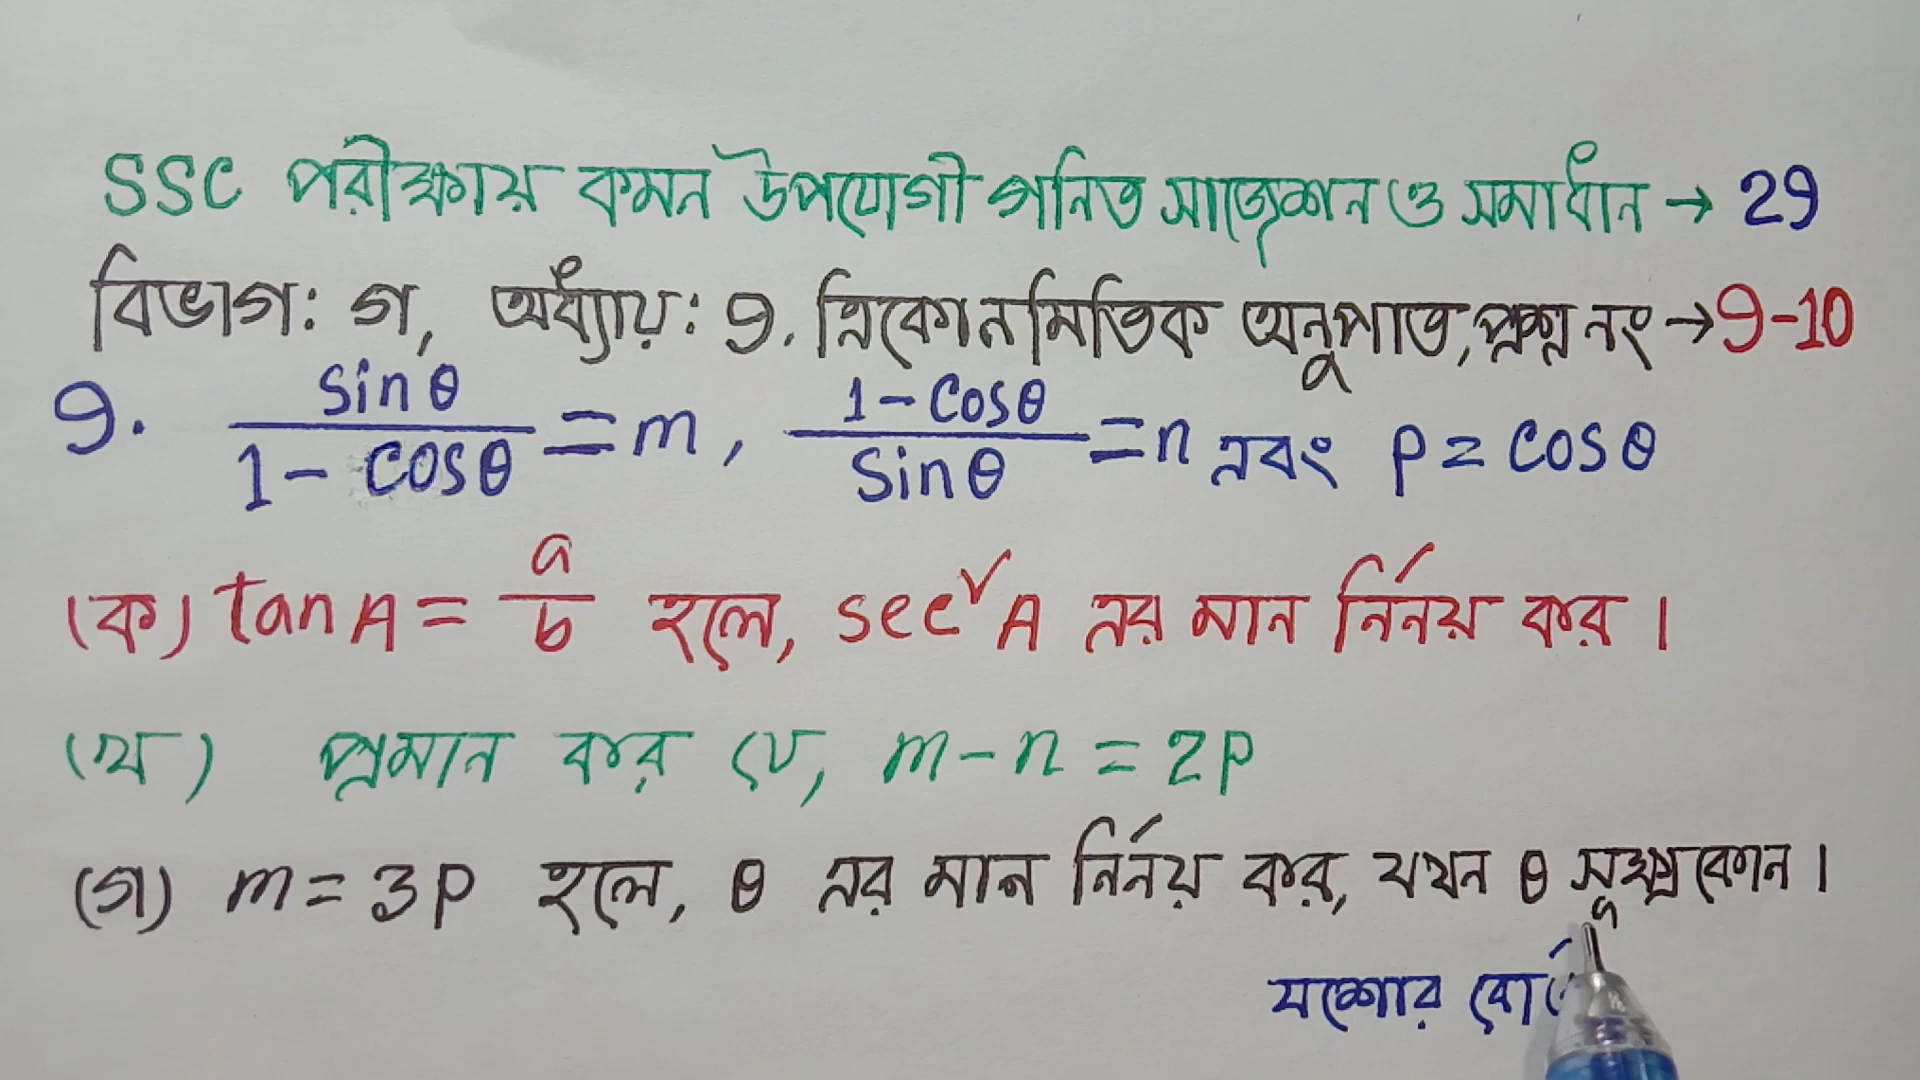 SSC পরীক্ষায় কমন উপযোগী গনিত সাজেশন ও সমাধান → 29
বিভাগ: গ, অধ্যায়: 9. ত্রিকোনমিতিক অনুপাত, প্রশ্ন নং → 9-10
9. sinθ/(1 - cosθ) = m, (1 - cosθ)/sinθ = n এবং P = cosθ
(ক) tanA = a/b হলে, sec²A এর মান নির্নয় কর।
(খ) প্রমান কর যে, m - n = 2P
(গ) m = 3P হলে, θ এর মান নির্নয় কর, যখন θ সূক্ষ্মকোন।
যশোর